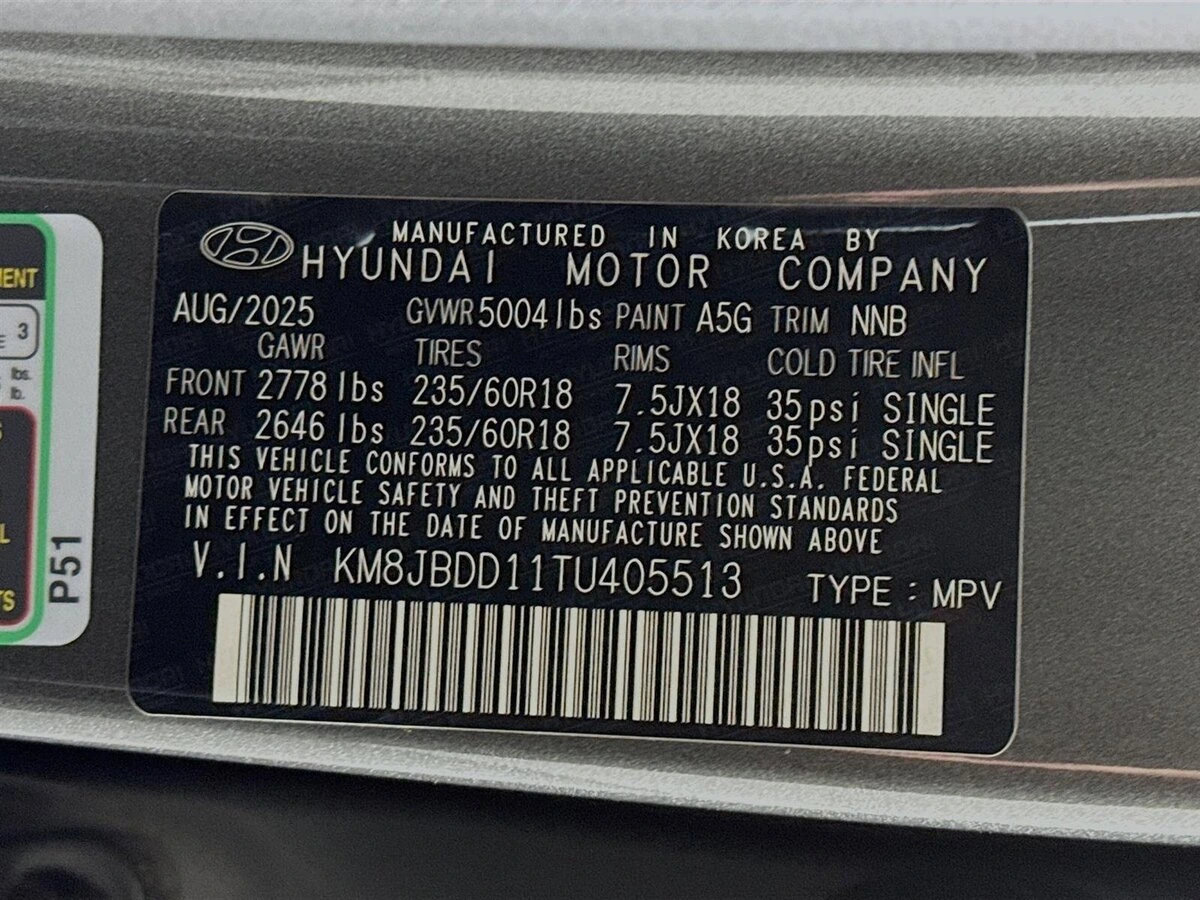 MANUFACTURED IN KOREA BY
HYUNDAI MOTOR COMPANY
AUG/2025 GVWR 5004 lbs PAINT A5G TRIM NNB
GAWR TIRES RIMS COLD TIRE INFL
FRONT 2778 lbs 235/60R18 7.5JX18 35psi SINGLE
REAR 2646 lbs 235/60R18 7.5JX18 35psi SINGLE
THIS VEHICLE CONFORMS TO ALL APPLICABLE U.S.A. FEDERAL
MOTOR VEHICLE SAFETY AND THEFT PREVENTION STANDARDS
IN EFFECT ON THE DATE OF MANUFACTURE SHOWN ABOVE
V.I.N KM8JBDD11TU405513 TYPE : MPV
3
lbs.
lb.
P51